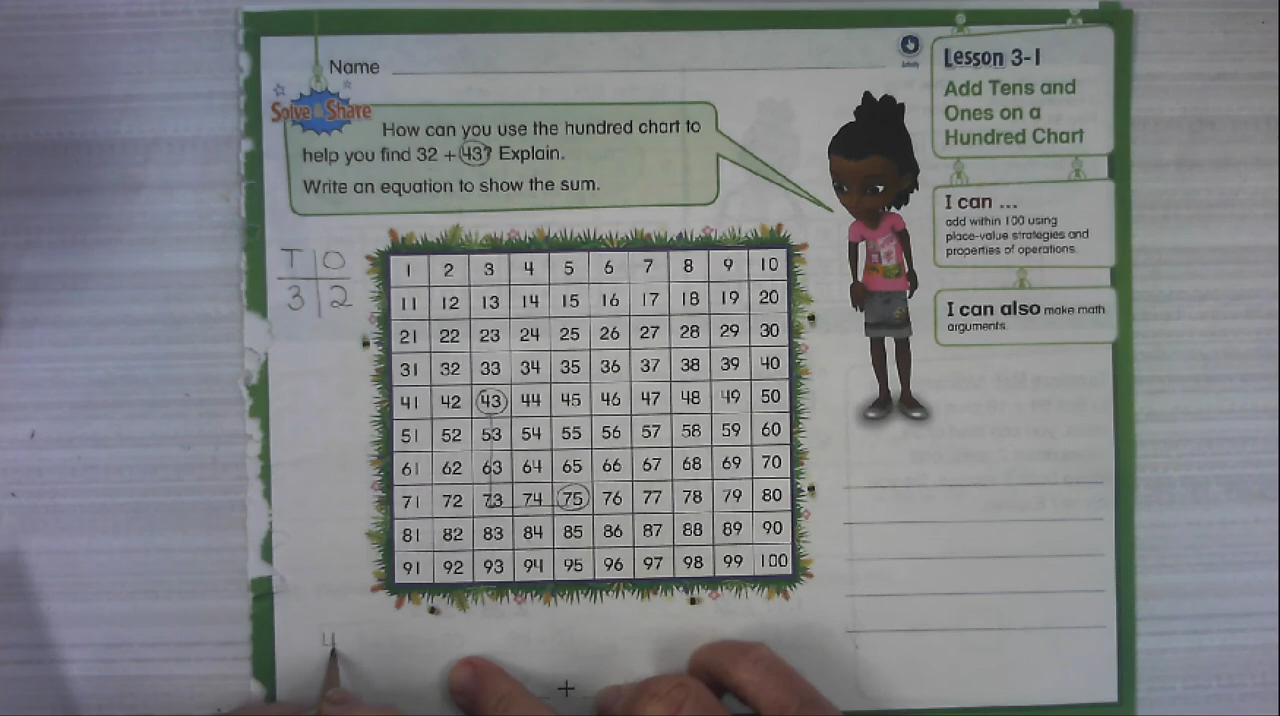 Name
Solve & Share
How can you use the hundred chart to
help you find 32 + 43? Explain.
Write an equation to show the sum.
Activity
Lesson 3-1
Add Tens and
Ones on a
Hundred Chart
I can ...
add within 100 using
place-value strategies and
properties of operations.
I can also make math
arguments.
T O
3 2
1 2 3 4 5 6 7 8 9 10
11 12 13 14 15 16 17 18 19 20
21 22 23 24 25 26 27 28 29 30
31 32 33 34 35 36 37 38 39 40
41 42 43 44 45 46 47 48 49 50
51 52 53 54 55 56 57 58 59 60
61 62 63 64 65 66 67 68 69 70
71 72 73 74 75 76 77 78 79 80
81 82 83 84 85 86 87 88 89 90
91 92 93 94 95 96 97 98 99 100
4
+